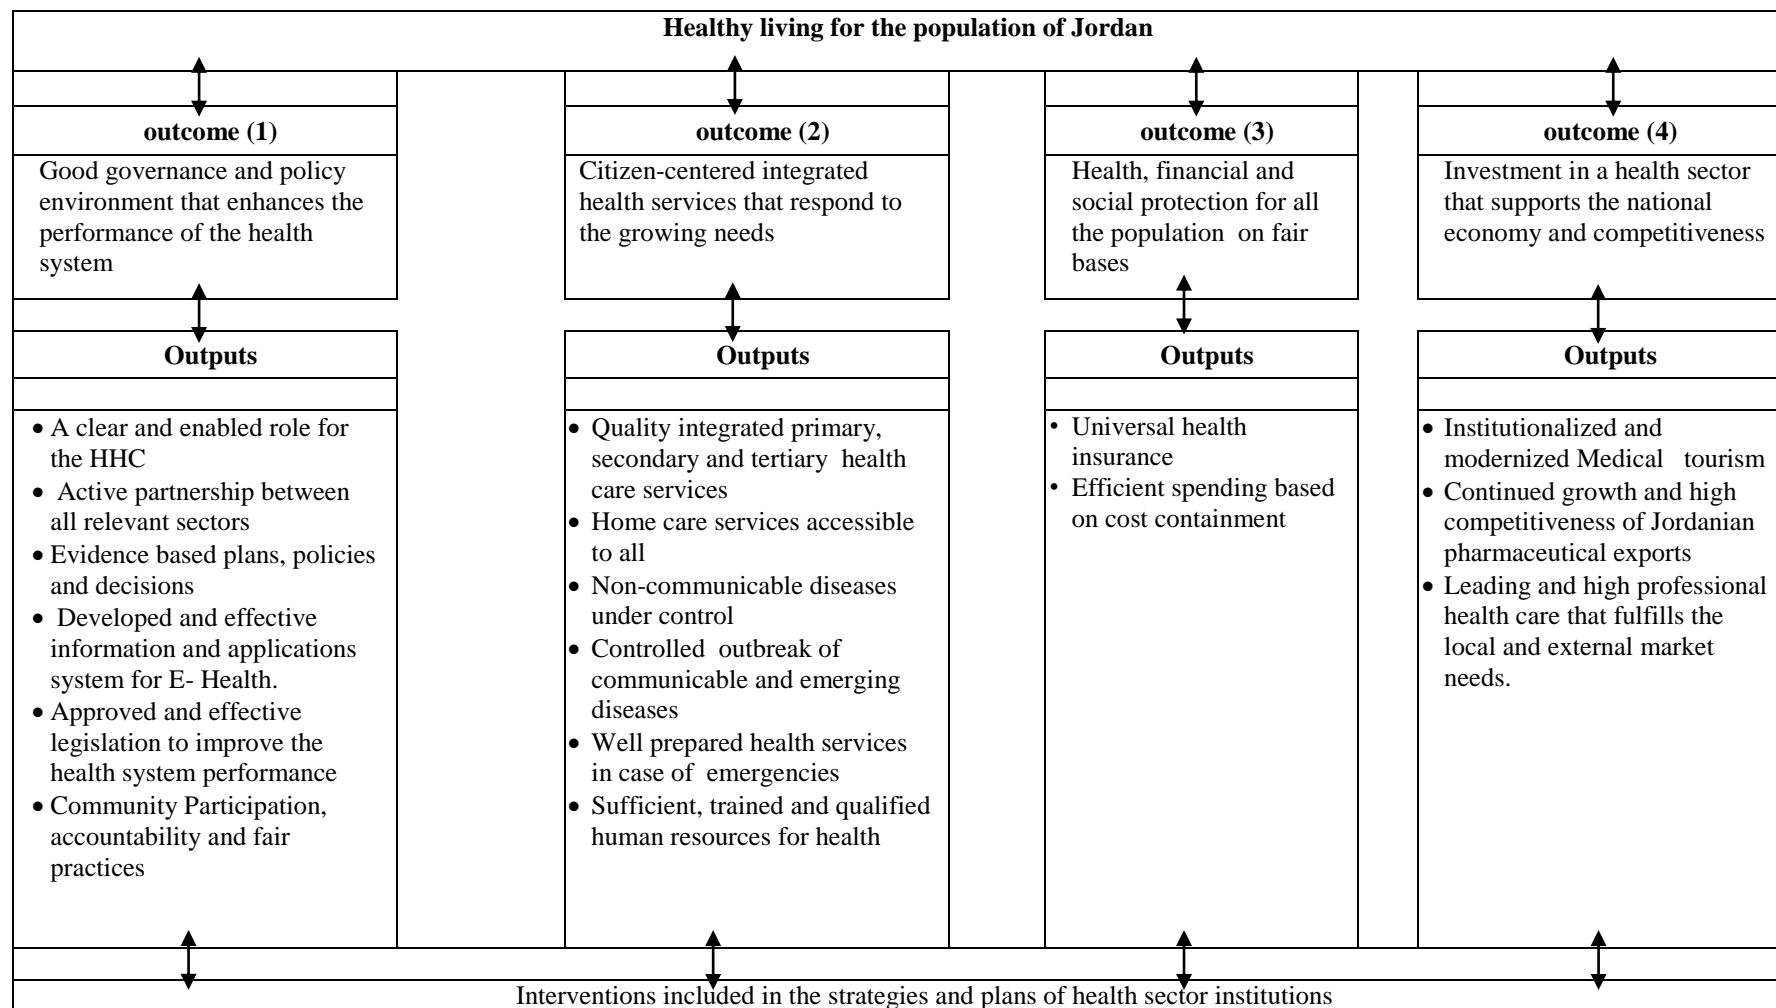 Healthy living for the population of Jordan
outcome (1)
Good governance and policy
environment that enhances the
performance of the health
system
outcome (2)
Citizen-centered integrated
health services that respond to
the growing needs
outcome (3)
Health, financial and
social protection for all
the population on fair
bases
outcome (4)
Investment in a health sector
that supports the national
economy and competitiveness
Outputs
• A clear and enabled role for
the HHC
• Active partnership between
all relevant sectors
• Evidence based plans, policies
and decisions
• Developed and effective
information and applications
system for E- Health.
• Approved and effective
legislation to improve the
health system performance
• Community Participation,
accountability and fair
practices
Outputs
• Quality integrated primary,
secondary and tertiary health
care services
• Home care services accessible
to all
• Non-communicable diseases
under control
• Controlled outbreak of
communicable and emerging
diseases
• Well prepared health services
in case of emergencies
• Sufficient, trained and qualified
human resources for health
Outputs
• Universal health
insurance
• Efficient spending based
on cost containment
Outputs
• Institutionalized and
modernized Medical tourism
• Continued growth and high
competitiveness of Jordanian
pharmaceutical exports
• Leading and high professional
health care that fulfills the
local and external market
needs.
Interventions included in the strategies and plans of health sector institutions